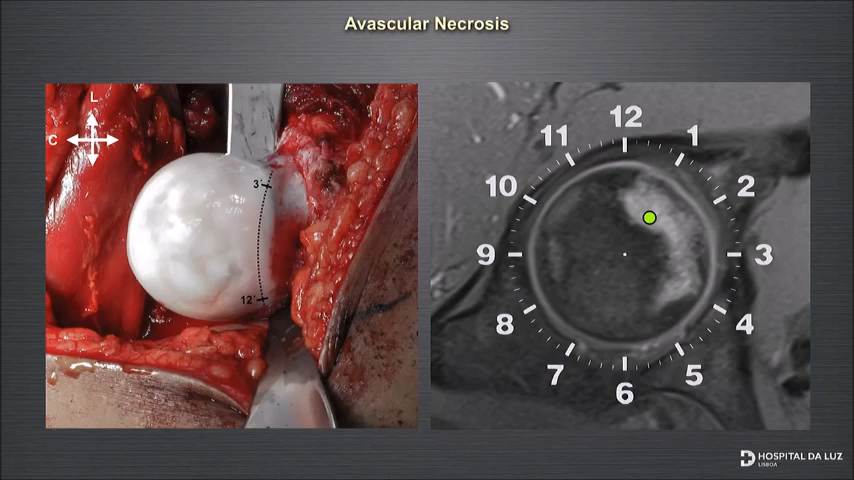 Avascular Necrosis
L
C
3'
12'
12
11
1
10
2
9
3
8
4
7
5
6
HOSPITAL DA LUZ
LISBOA